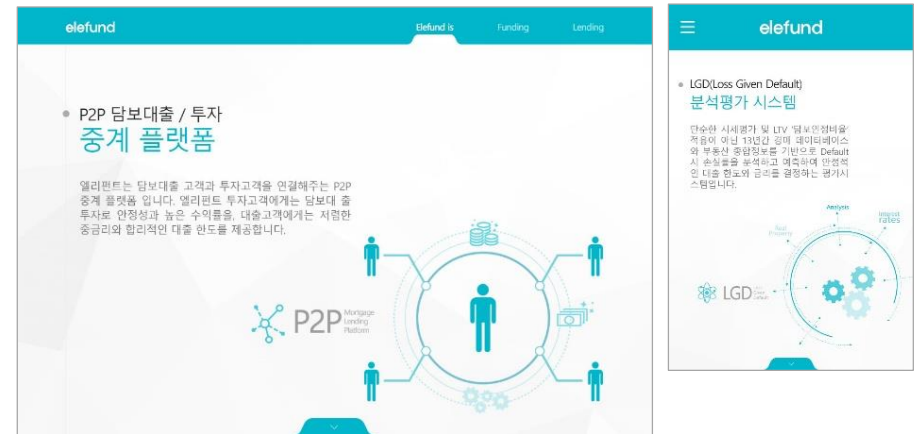 elefund
Elefund is
Funding
Lending
P2P 담보대출 / 투자
중계 플랫폼
엘리펀트는 담보대출 고객과 투자고객을 연결해주는 P2P
중계 플랫폼 입니다. 엘리펀트 투자고객에게는 담보대 출
투자로 안정성과 높은 수익률을, 대출고객에게는 저렴한
중금리와 합리적인 대출 한도를 제공합니다.
P2P
Mortgage
Lending
Platform
elefund
LGD(Loss Given Default)
분석평가 시스템
단순한 시세평가 및 LTV '담보인정비율'
적용이 아닌 13년간 경매 데이터베이스
와 부동산 종합정보를 기반으로 Default
시 손실률을 분석하고 예측하여 안정적
인 대출 한도와 금리를 결정하는 평가시
스템입니다.
Analysis
Interest
rates
Real
Property
LGD
Loss
Given
Default